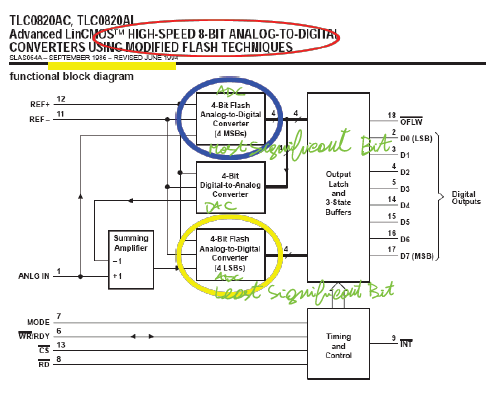 TLC0820AC, TLC0820AI
Advanced LinCMOS™ HIGH-SPEED 8-BIT ANALOG-TO-DIGITAL
CONVERTERS USING MODIFIED FLASH TECHNIQUES
SLAS064A – SEPTEMBER 1986 – REVISED JUNE 1994
functional block diagram
REF+ 12
REF– 11
ADC
4-Bit Flash
Analog-to-Digital
Converter
(4 MSBs)
4 4
Most Significant Bit
4-Bit
Digital-to-Analog
Converter
DAC
4-Bit Flash
Analog-to-Digital
Converter
(4 LSBs)
ADC
4
Least Significant Bit
Summing
Amplifier
–1
+1
ANLG IN 1
Output
Latch
and
3-State
Buffers
18 OFLW
2 D0 (LSB)
3 D1
4 D2
5 D3
14 D4
15 D5
16 D6
17 D7 (MSB)
Digital
Outputs
MODE 7
WR/RDY 6
CS 13
RD 8
Timing
and
Control
9 INT